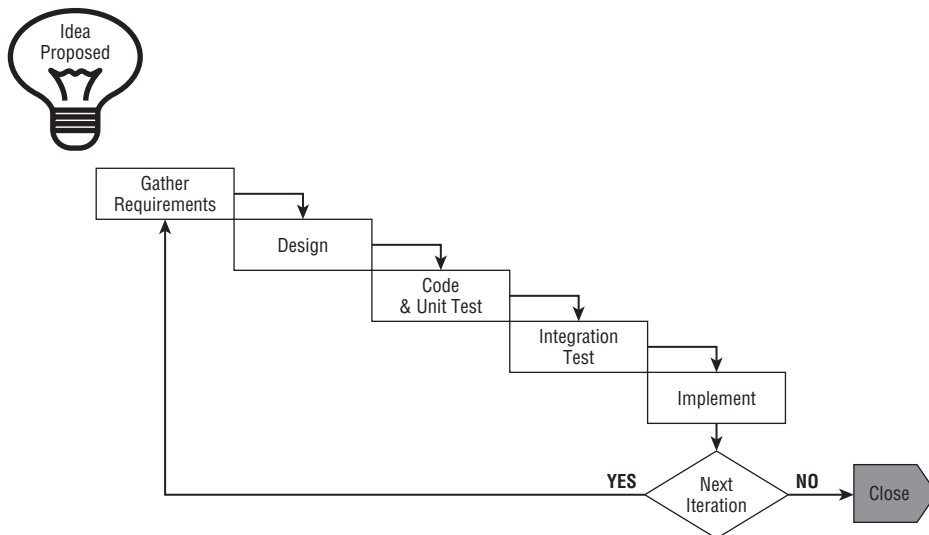 Idea
Proposed
Gather
Requirements
Design
Code
& Unit Test
Integration
Test
Implement
YES
Next
Iteration
NO
Close